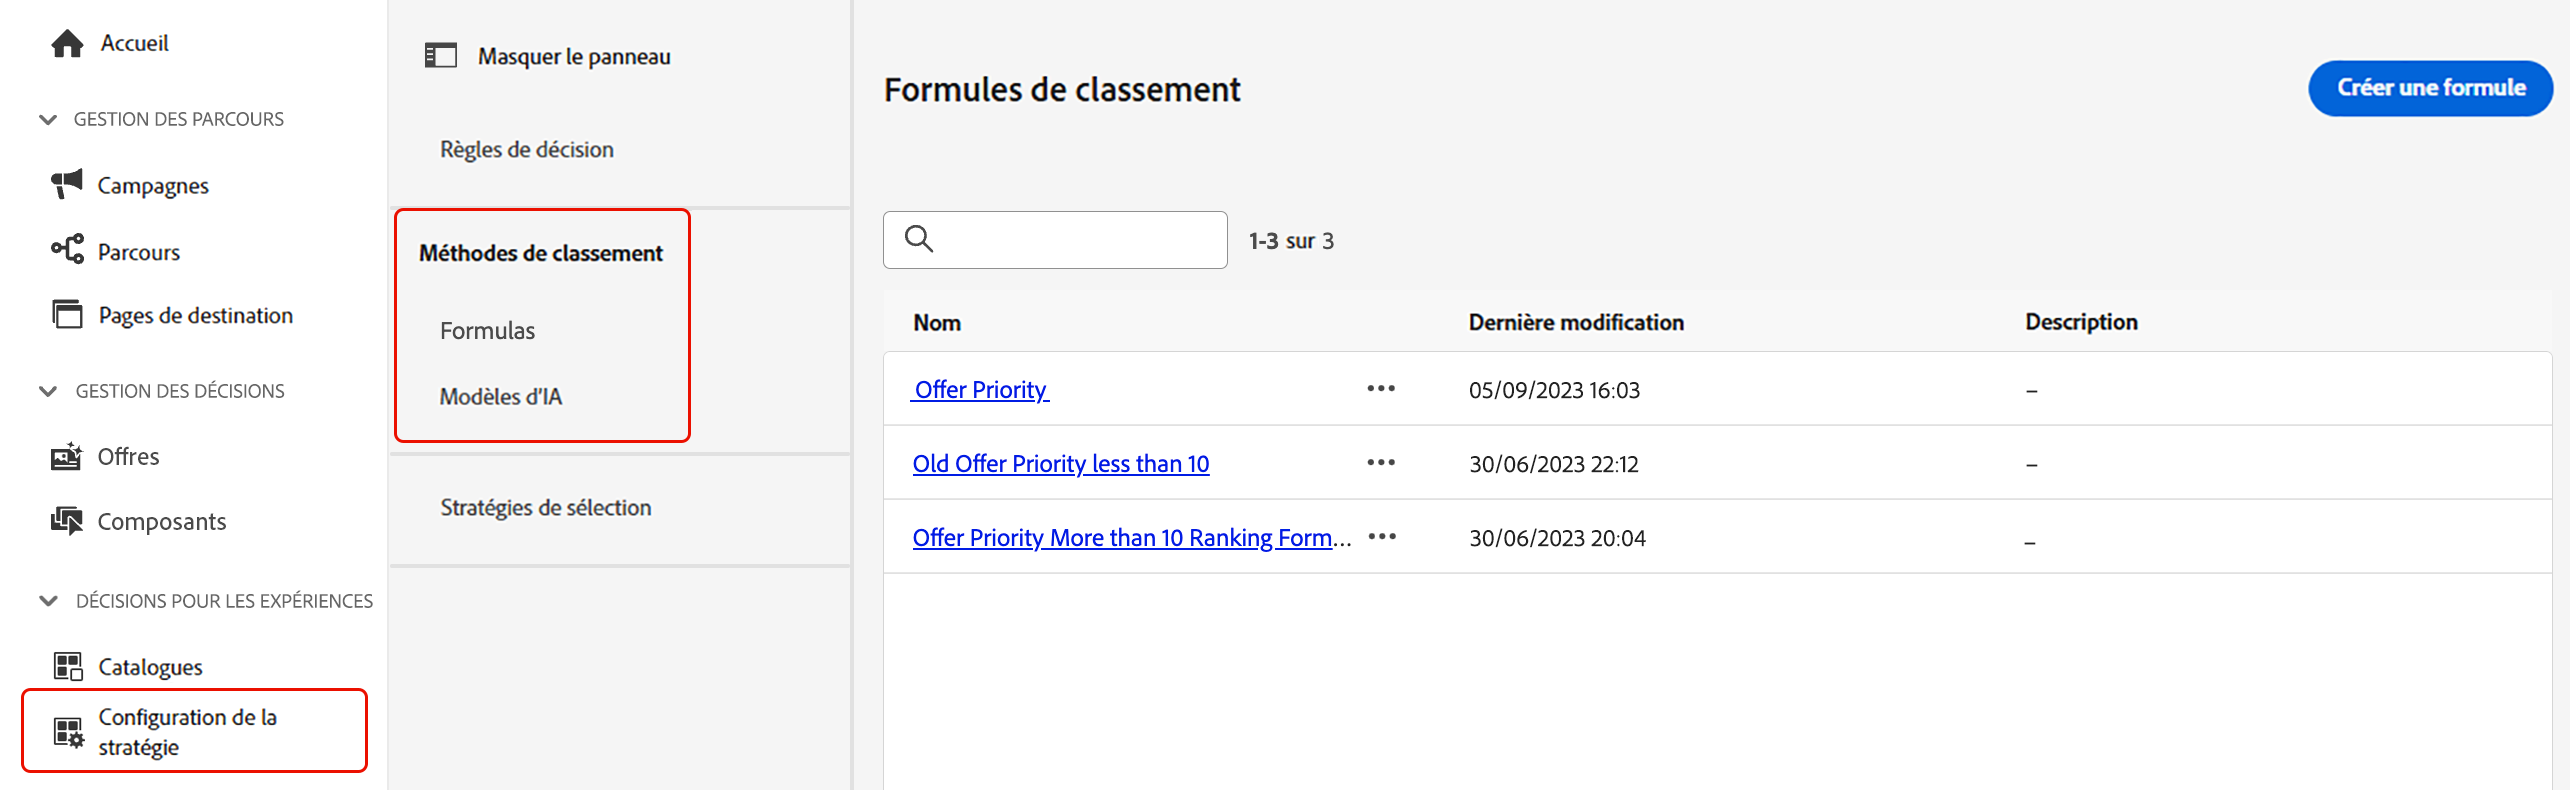 Accueil
GESTION DES PARCOURS
Campagnes
Parcours
Pages de destination
GESTION DES DÉCISIONS
Offres
Composants
DÉCISIONS POUR LES EXPÉRIENCES
Catalogues
Configuration de la
stratégie
Masquer le panneau
Règles de décision
Méthodes de classement
Formulas
Modèles d'IA
Stratégies de sélection
Formules de classement
Créer une formule
1-3 sur 3
Nom Dernière modification Description
Offer Priority ••• 05/09/2023 16:03 –
Old Offer Priority less than 10 ••• 30/06/2023 22:12 –
Offer Priority More than 10 Ranking Form... ••• 30/06/2023 20:04 –